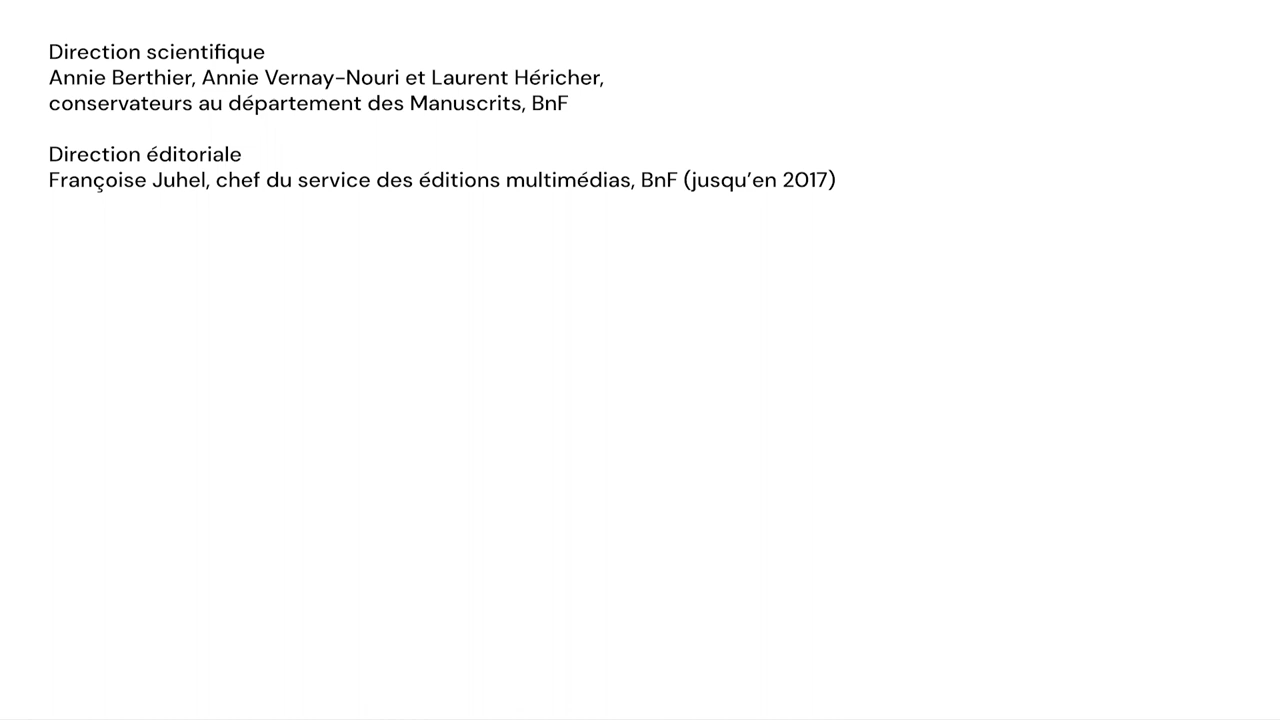 Direction scientifique
Annie Berthier, Annie Vernay-Nouri et Laurent Héricher,
conservateurs au département des Manuscrits, BnF
Direction éditoriale
Françoise Juhel, chef du service des éditions multimédias, BnF (jusqu’en 2017)